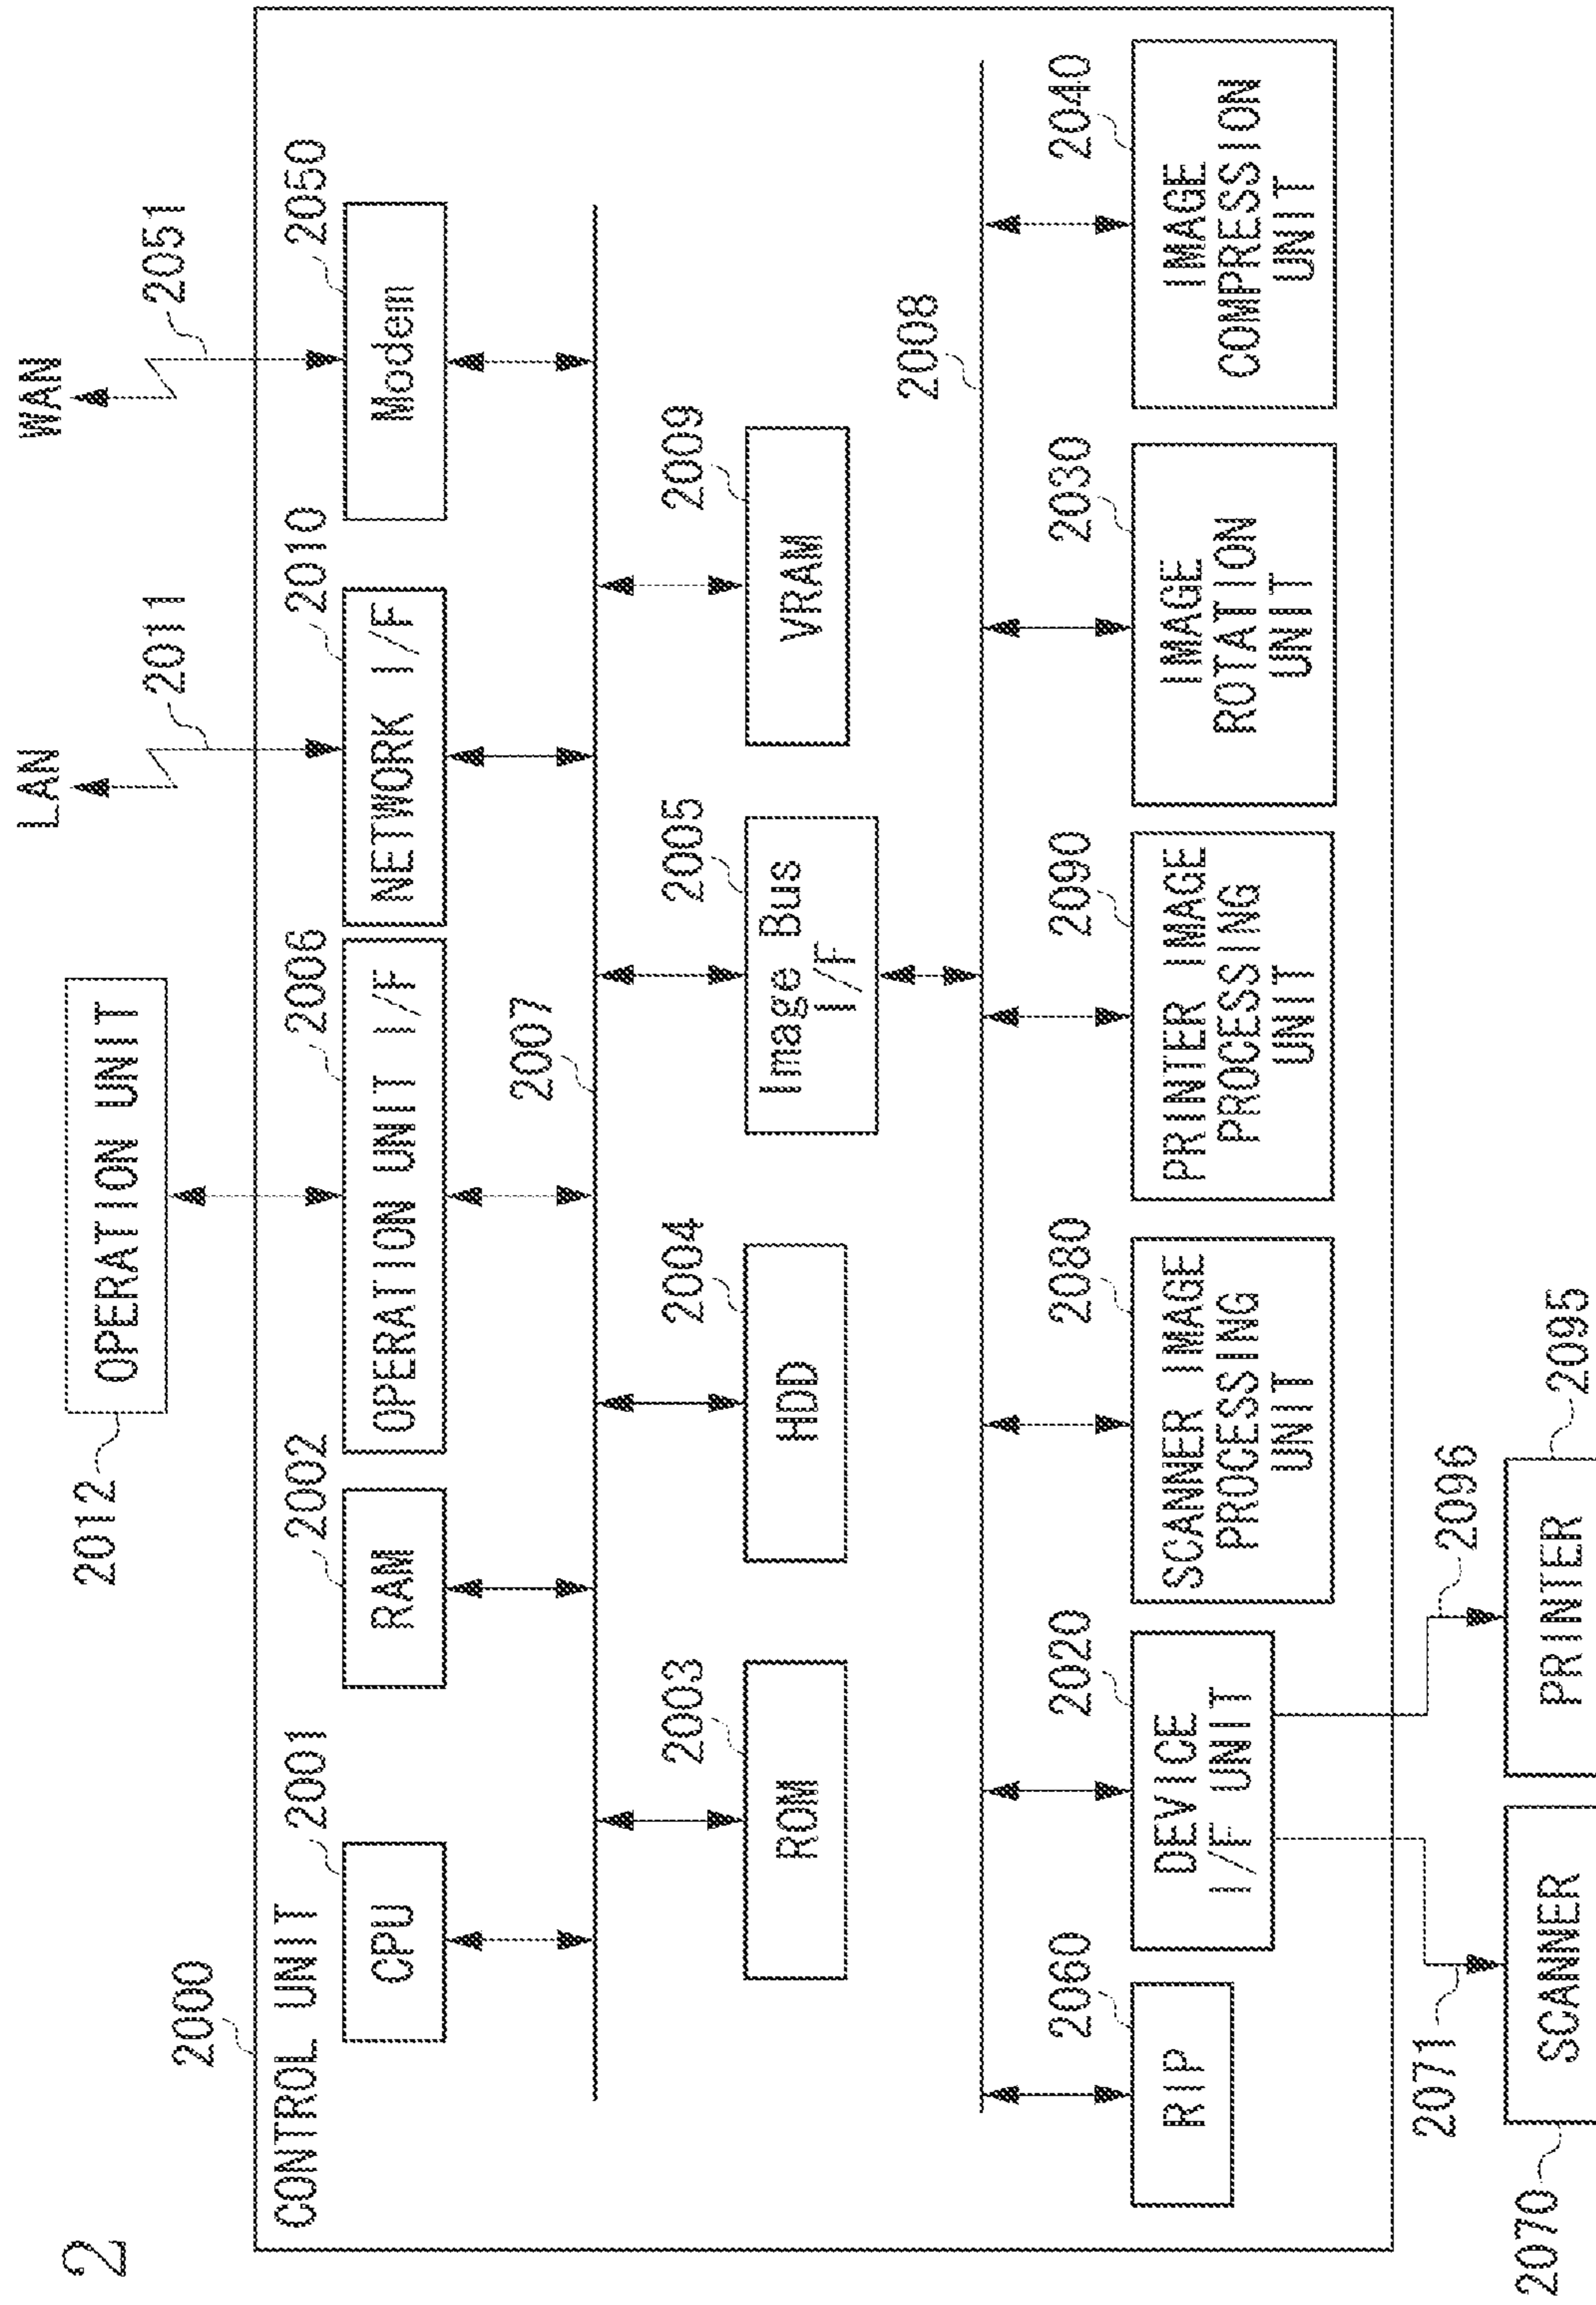 2
LAN
WAN
2012
OPERATION UNIT
2011
2051
2000
CONTROL UNIT
2001
2002
2006
2010
2050
CPU
RAM
OPERATION UNIT I/F
NETWORK I/F
Modem
2007
2003
2004
2005
2009
ROM
HDD
Image Bus
I/F
VRAM
2008
2060
2020
2080
2090
2030
2040
RIP
DEVICE
I/F UNIT
SCANNER IMAGE
PROCESSING
UNIT
PRINTER IMAGE
PROCESSING
UNIT
IMAGE
ROTATION
UNIT
IMAGE
COMPRESSION
UNIT
2071
2096
2070
SCANNER
PRINTER
2095